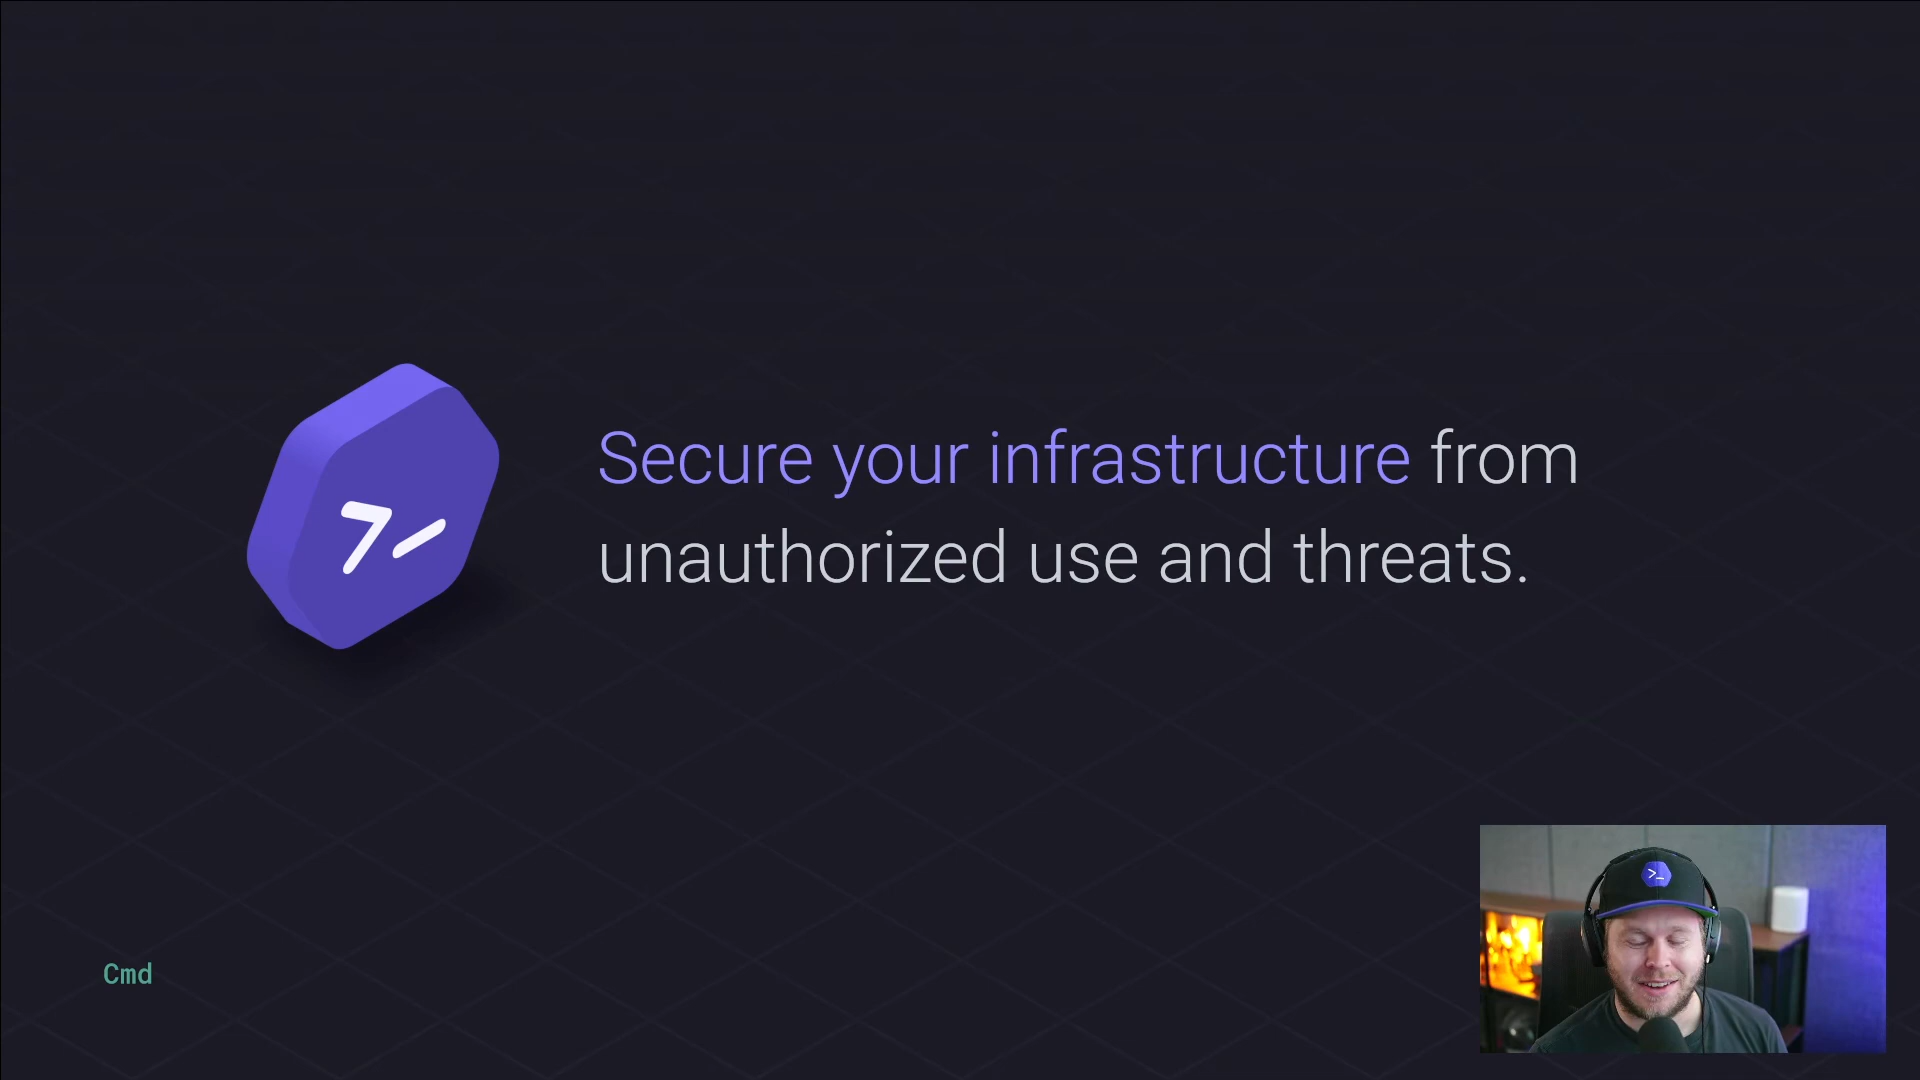 Secure your infrastructure from
unauthorized use and threats.
>_
Cmd
>_